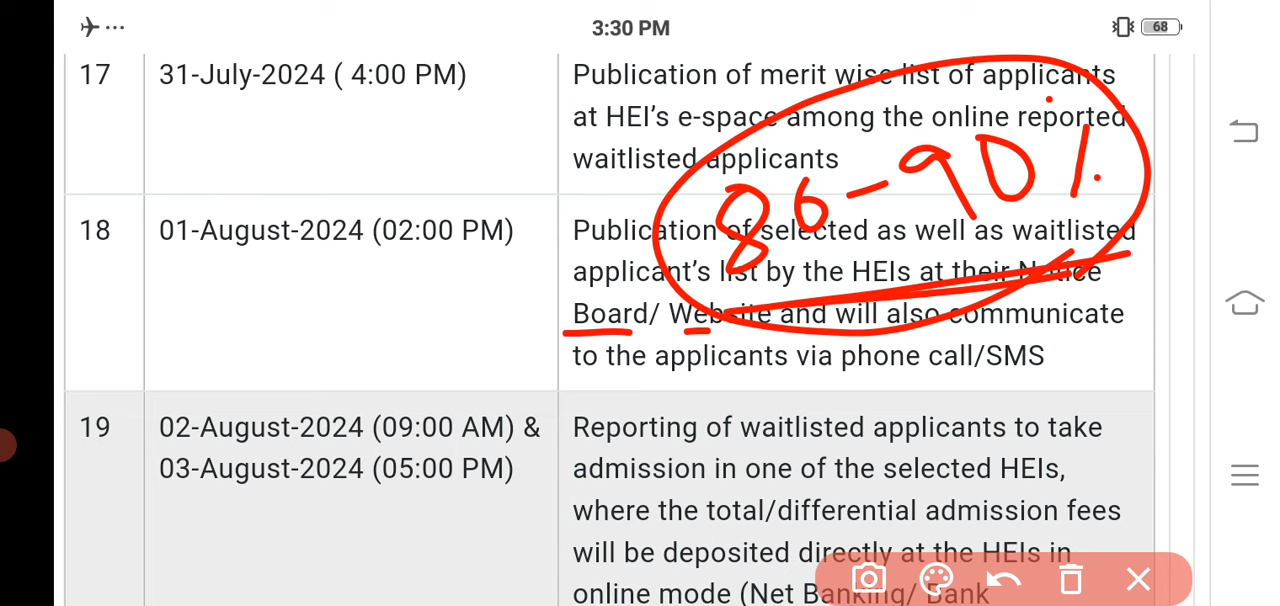 3:30 PM
68
17 31-July-2024 ( 4:00 PM) Publication of merit wise list of applicants
at HEI's e-space among the online reported
waitlisted applicants
86-90%
18 01-August-2024 (02:00 PM) Publication of selected as well as waitlisted
applicant's list by the HEIs at their Notice
Board/ Website and will also communicate
to the applicants via phone call/SMS
19 02-August-2024 (09:00 AM) & Reporting of waitlisted applicants to take
03-August-2024 (05:00 PM) admission in one of the selected HEIs,
where the total/differential admission fees
will be deposited directly at the HEIs in
online mode (Net Banking/ Bank